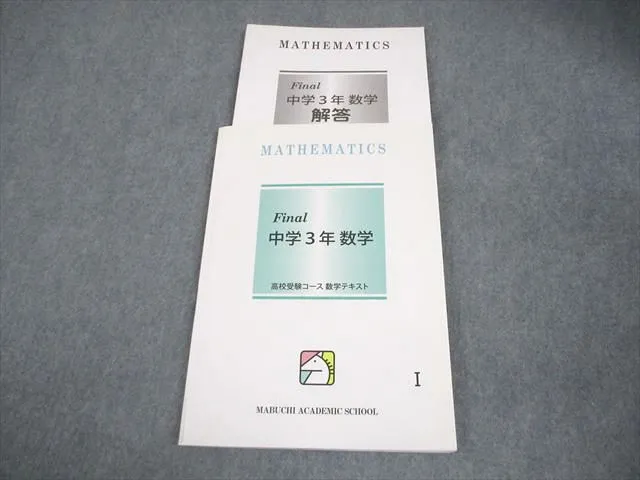 MATHEMATICS
Final
中学3年 数学
解答
MATHEMATICS
Final
中学3年 数学
高校受験コース 数学テキスト
I
MABUCHI ACADEMIC SCHOOL